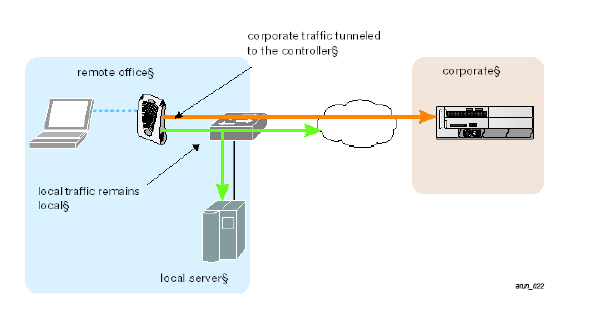 corporate traffic tunneled
to the controller§
remote office§
corporate§
local traffic remains
local§
local server§
arun_022